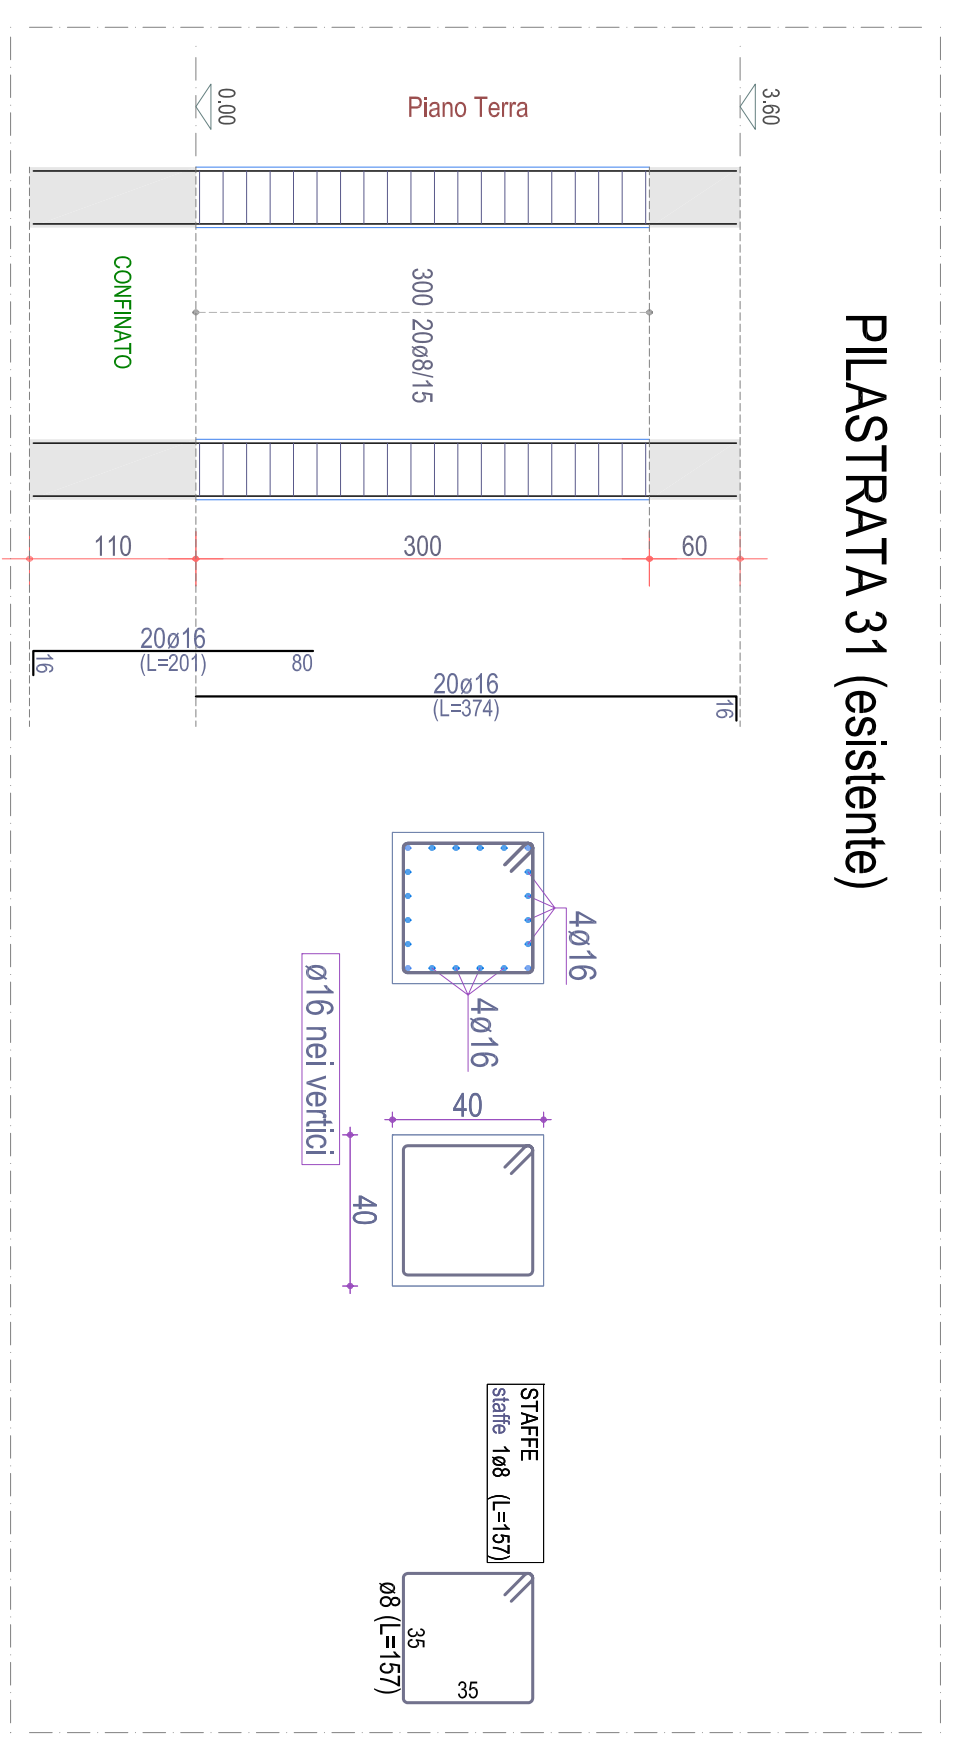 PILASTRATA 31 (esistente)
3.60
Piano Terra
0.00
300 20ø8/15
CONFINATO
110
300
60
20ø16
(L=201)
16
80
20ø16
(L=374)
16
4ø16
4ø16
ø16 nei vertici
40
40
STAFFE
staffe 1ø8 (L=157)
35
35
ø8 (L=157)